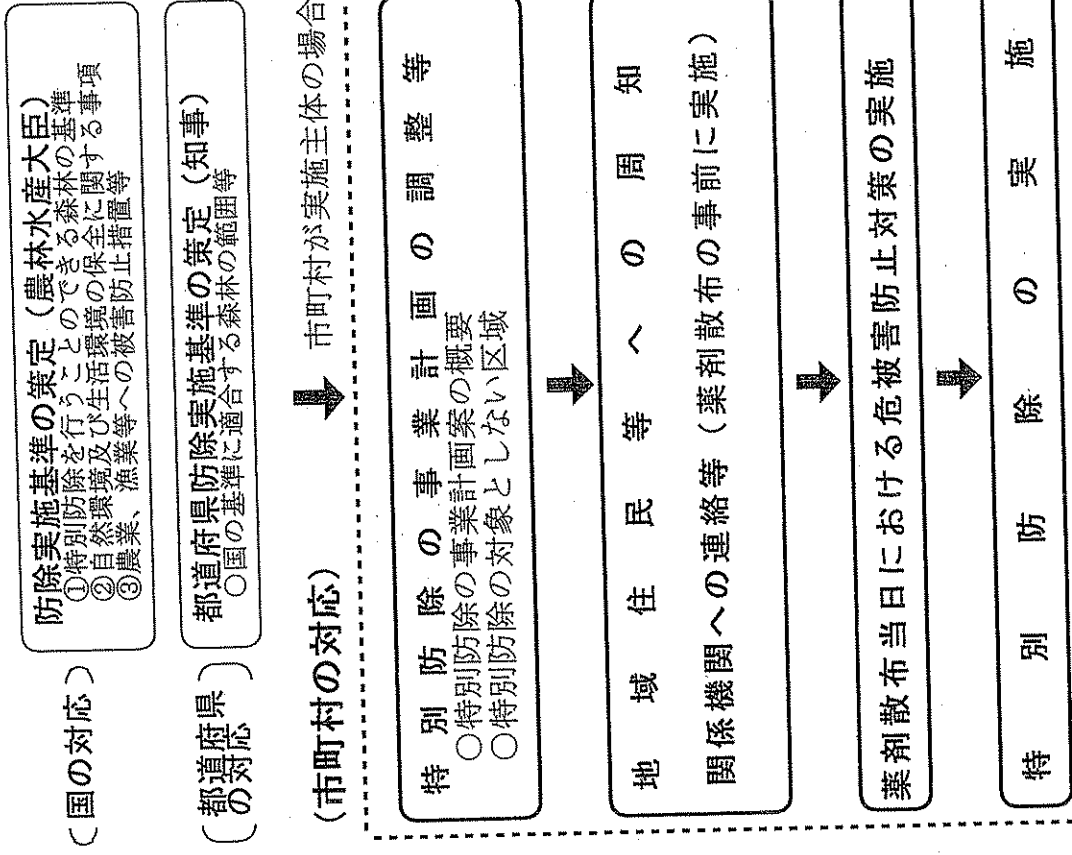 (国の対応)
防除実施基準の策定(農林水産大臣)
①特別防除を行うことのできる森林の基準
②自然環境及び生活環境の保全に関する事項
③農業、漁業等への被害防止措置等
(都道府県の対応)
都道府県防除実施基準の策定(知事)
○国の基準に適合する森林の範囲等
(市町村の対応)
市町村が実施主体の場合
特別防除の事業計画の調整等
○特別防除の事業計画案の概要
○特別防除の対象としない区域
地域住民等への周知
関係機関への連絡等(薬剤散布の事前に実施)
薬剤散布当日における危被害防止対策の実施
特別防除の実施